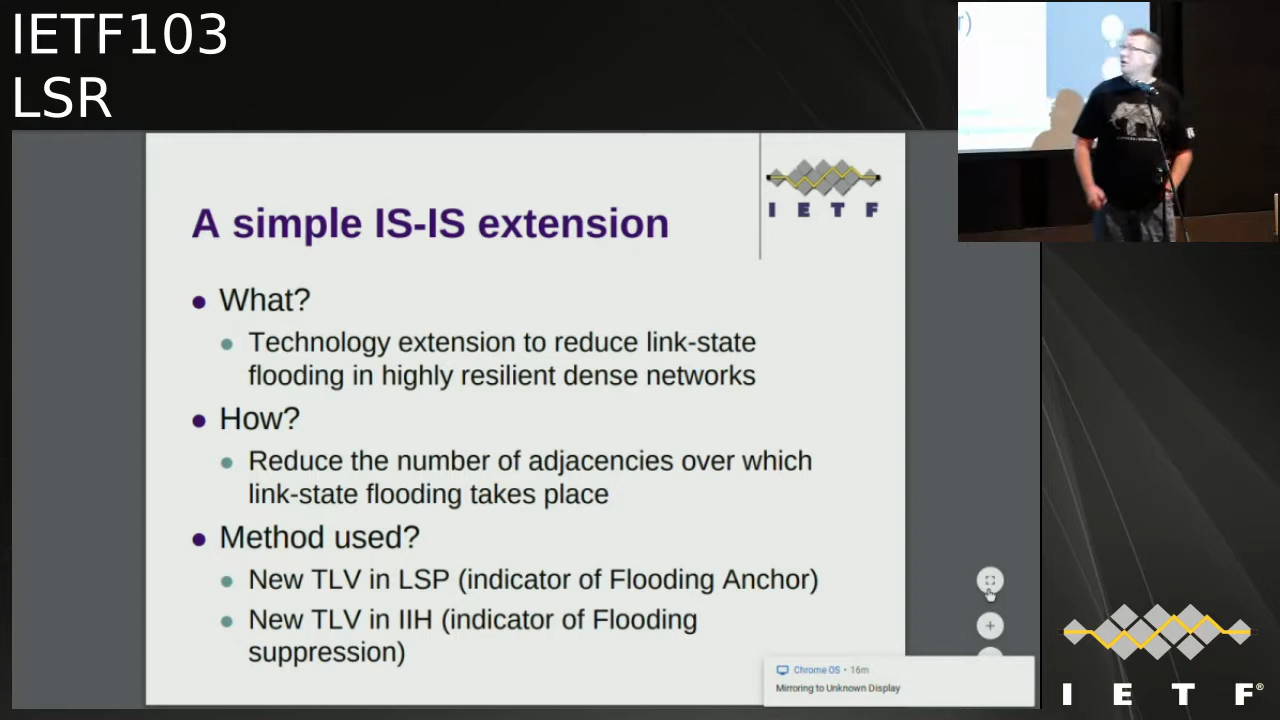 IETF103
LSR
r)
I E T F
A simple IS-IS extension
What?
Technology extension to reduce link-state
flooding in highly resilient dense networks
How?
Reduce the number of adjacencies over which
link-state flooding takes place
Method used?
New TLV in LSP (indicator of Flooding Anchor)
New TLV in IIH (indicator of Flooding
suppression)
Chrome OS • 16m
Mirroring to Unknown Display
I E T F®